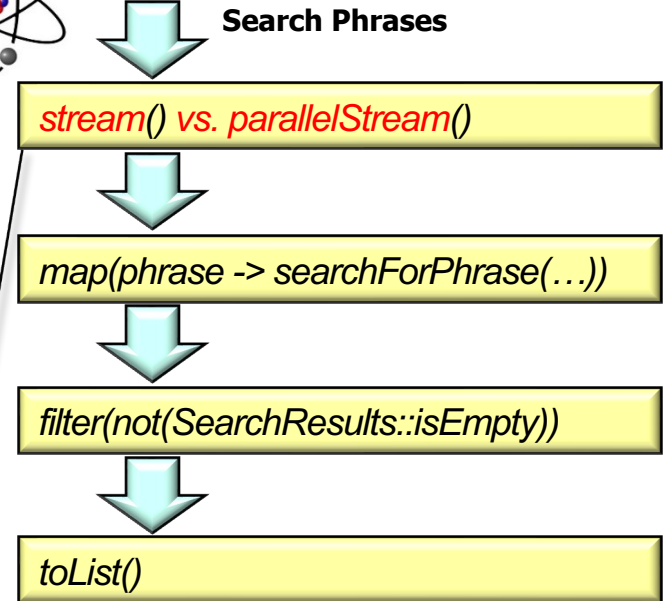 Search Phrases
stream() vs. parallelStream()
map(phrase -> searchForPhrase(…))
filter(not(SearchResults::isEmpty))
toList()